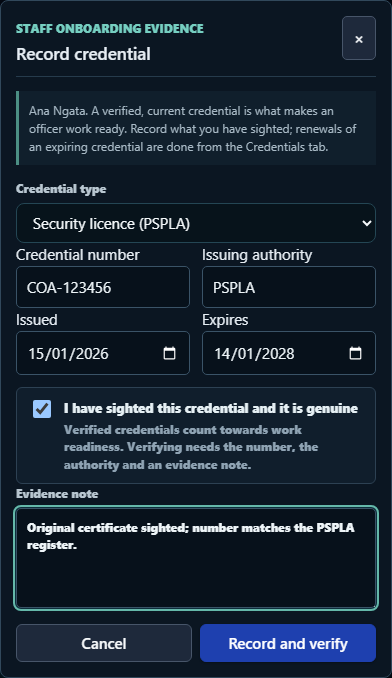 STAFF ONBOARDING EVIDENCE
Record credential
×
Ana Ngata. A verified, current credential is what makes an
officer work ready. Record what you have sighted; renewals of
an expiring credential are done from the Credentials tab.
Credential type
Security licence (PSPLA)
Credential number
Issuing authority
COA-123456
PSPLA
Issued
Expires
15/01/2026
14/01/2028
I have sighted this credential and it is genuine
Verified credentials count towards work
readiness. Verifying needs the number, the
authority and an evidence note.
Evidence note
Original certificate sighted; number matches the PSPLA
register.
Cancel
Record and verify